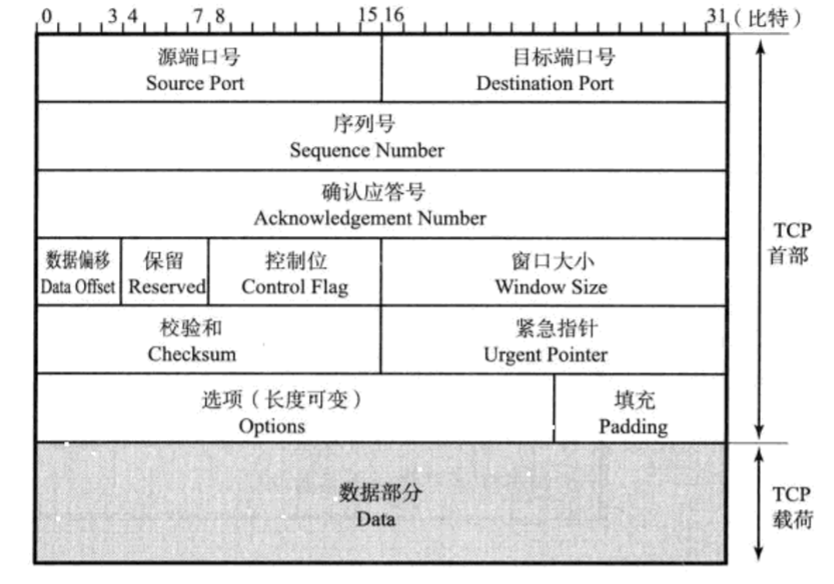 0 3 4 7 8 15 16 31 (比特)
源端口号 目标端口号
Source Port Destination Port
序列号
Sequence Number
确认应答号
Acknowledgement Number
TCP
首部
数据偏移 保留 控制位 窗口大小
Data Offset Reserved Control Flag Window Size
校验和 紧急指针
Checksum Urgent Pointer
选项(长度可变) 填充
Options Padding
数据部分
Data
TCP
载荷